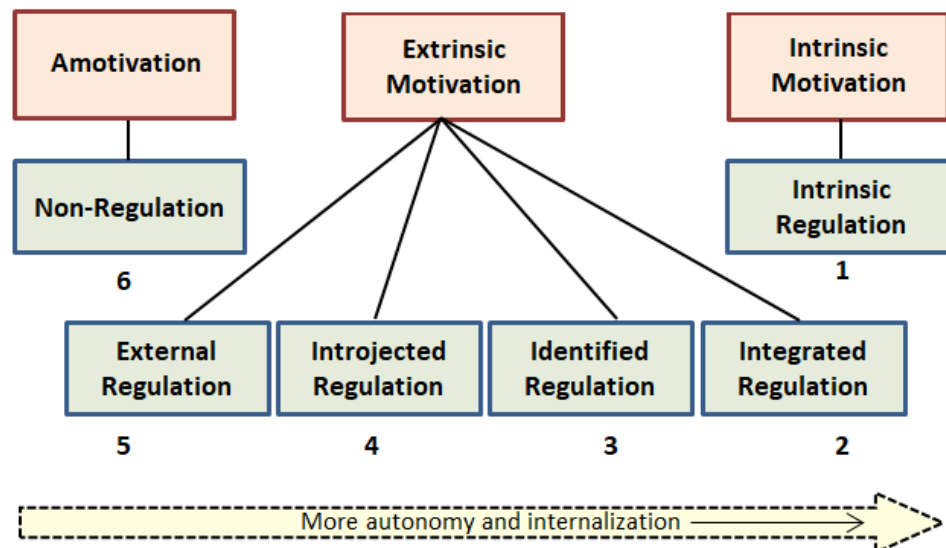 Amotivation
Extrinsic
Motivation
Intrinsic
Motivation
Non-Regulation
Intrinsic
Regulation
6
1
External
Regulation
Introjected
Regulation
Identified
Regulation
Integrated
Regulation
5
4
3
2
More autonomy and internalization